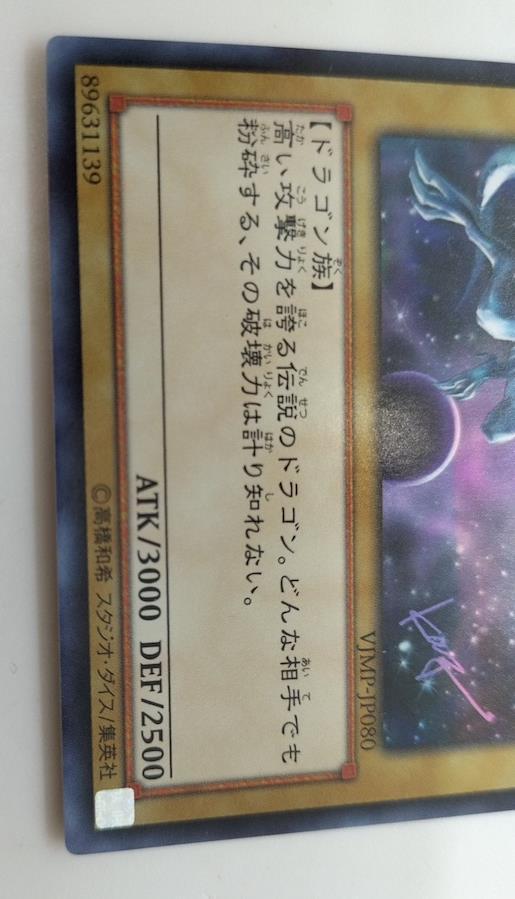 VJMP-JP080
【ドラゴン族】
高い攻撃力を誇る伝説のドラゴン。どんな相手でも
粉砕する、その破壊力は計り知れない。
ATK/3000 DEF/2500
89631139
©高橋和希 スタジオ・ダイス/集英社